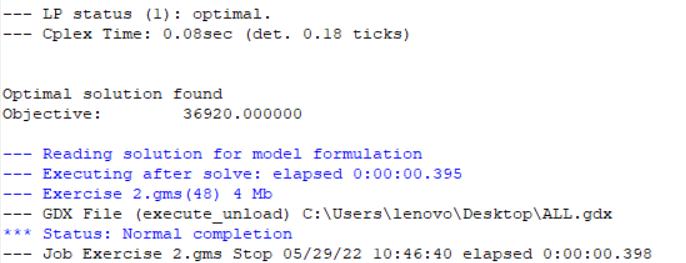 --- LP status (1): optimal.
--- Cplex Time: 0.08sec (det. 0.18 ticks)
Optimal solution found
Objective:        36920.000000
--- Reading solution for model formulation
--- Executing after solve: elapsed 0:00:00.395
--- Exercise 2.gms(48) 4 Mb
--- GDX File (execute_unload) C:\Users\lenovo\Desktop\ALL.gdx
*** Status: Normal completion
--- Job Exercise 2.gms Stop 05/29/22 10:46:40 elapsed 0:00:00.398